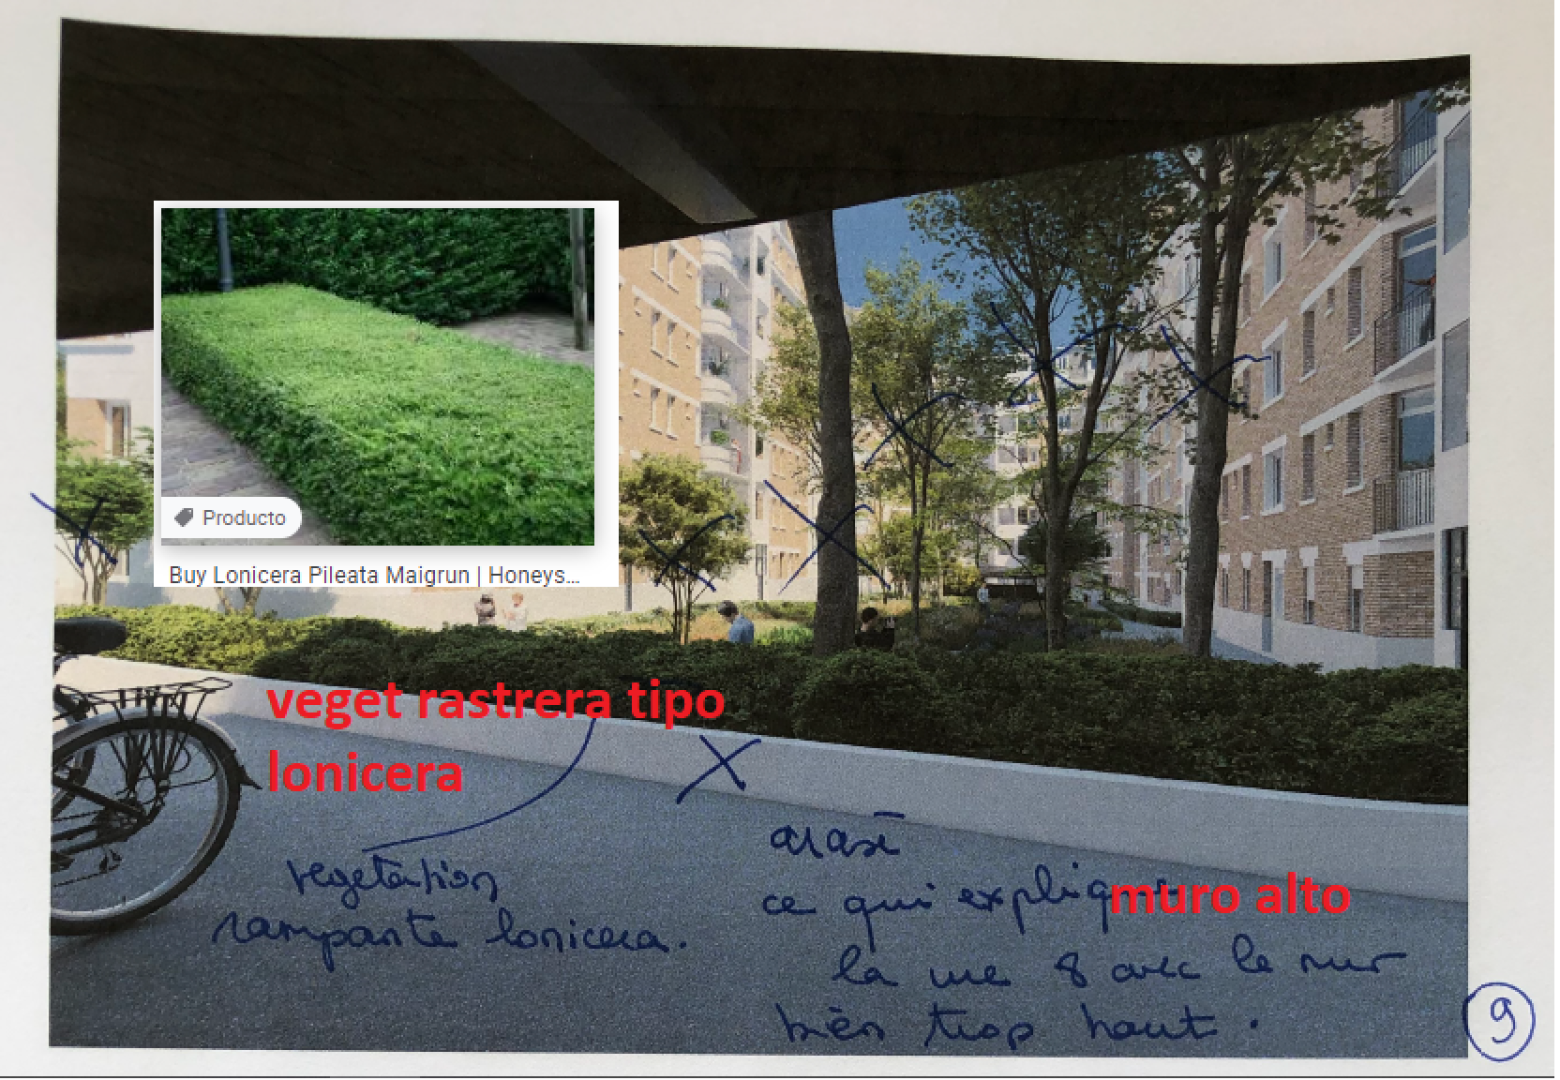 Producto
Buy Lonicera Pileata Maigrun | Honeys...
veget rastrera tipo
lonicera
vegetation
rampante lonicera.
ce qui explique
muro alto
la vue 8 avec le mur
bien trop haut.
9